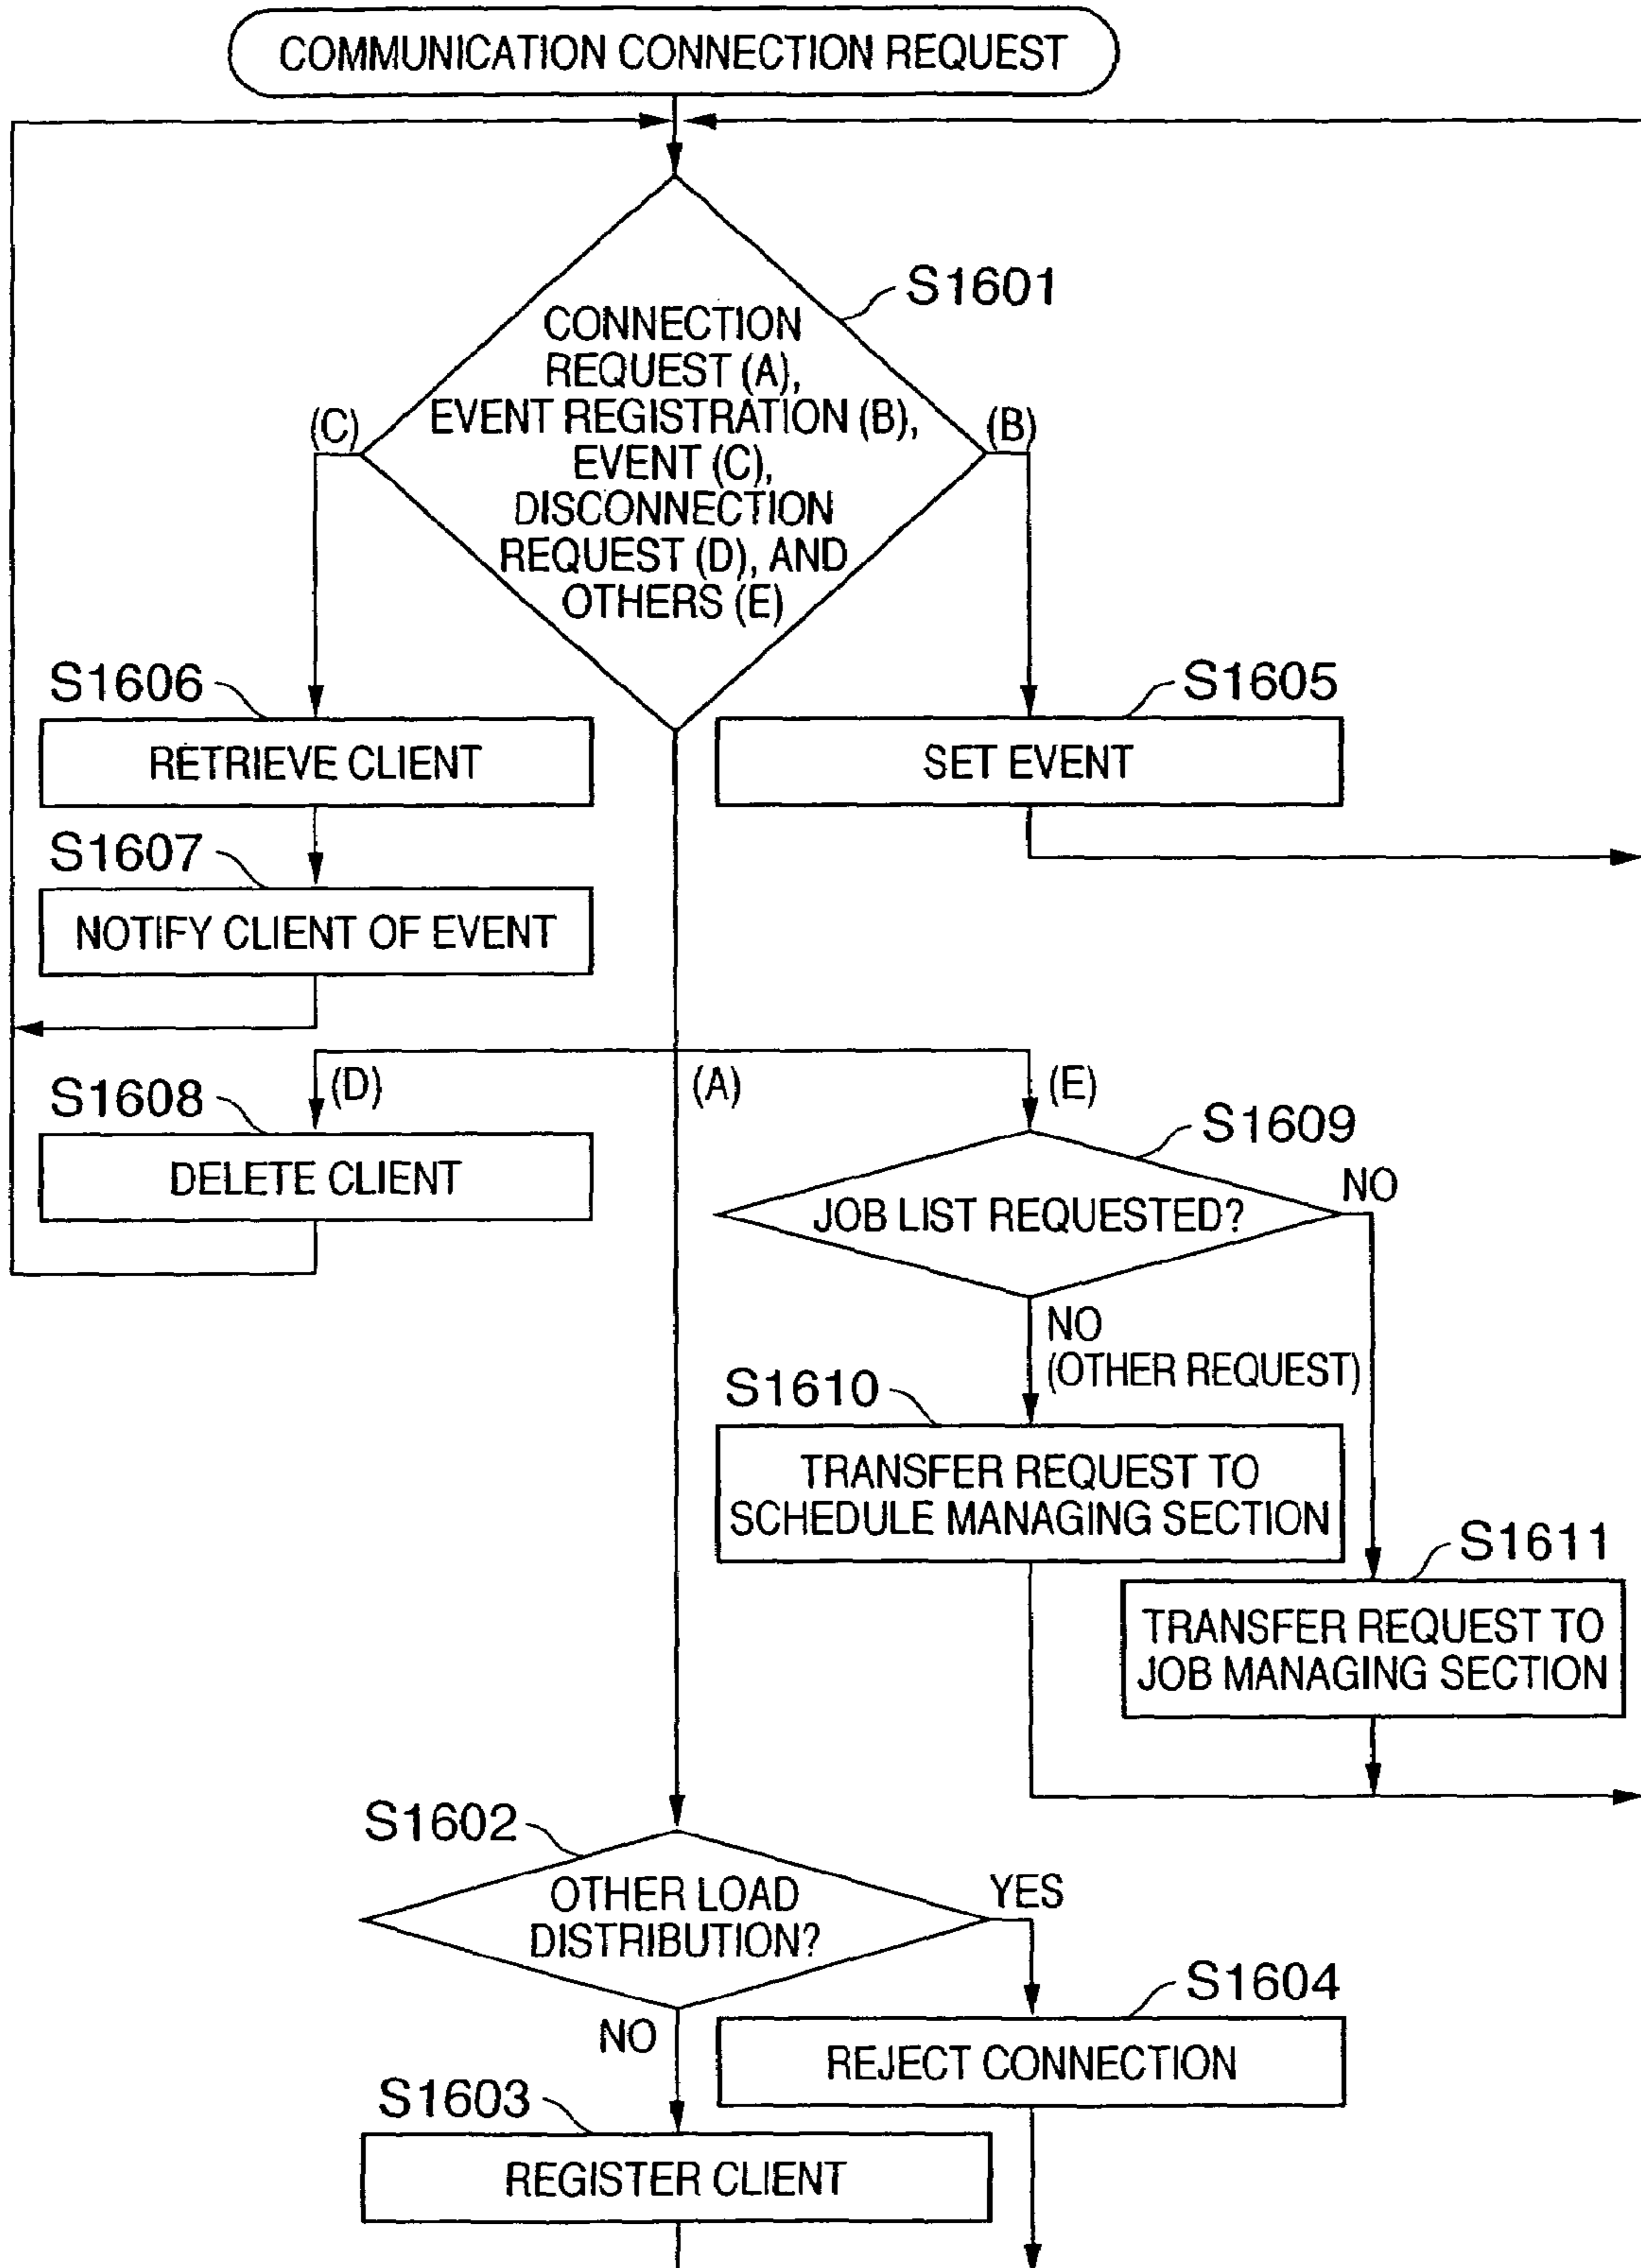 COMMUNICATION CONNECTION REQUEST
S1601
CONNECTION
REQUEST (A),
EVENT REGISTRATION (B),
EVENT (C),
DISCONNECTION
REQUEST (D), AND
OTHERS (E)
(C)
(B)
S1606
RETRIEVE CLIENT
S1605
SET EVENT
S1607
NOTIFY CLIENT OF EVENT
(D)
(A)
(E)
S1608
DELETE CLIENT
S1609
JOB LIST REQUESTED?
NO
NO
(OTHER REQUEST)
S1610
TRANSFER REQUEST TO
SCHEDULE MANAGING SECTION
S1611
TRANSFER REQUEST TO
JOB MANAGING SECTION
S1602
OTHER LOAD
DISTRIBUTION?
YES
NO
S1604
REJECT CONNECTION
S1603
REGISTER CLIENT